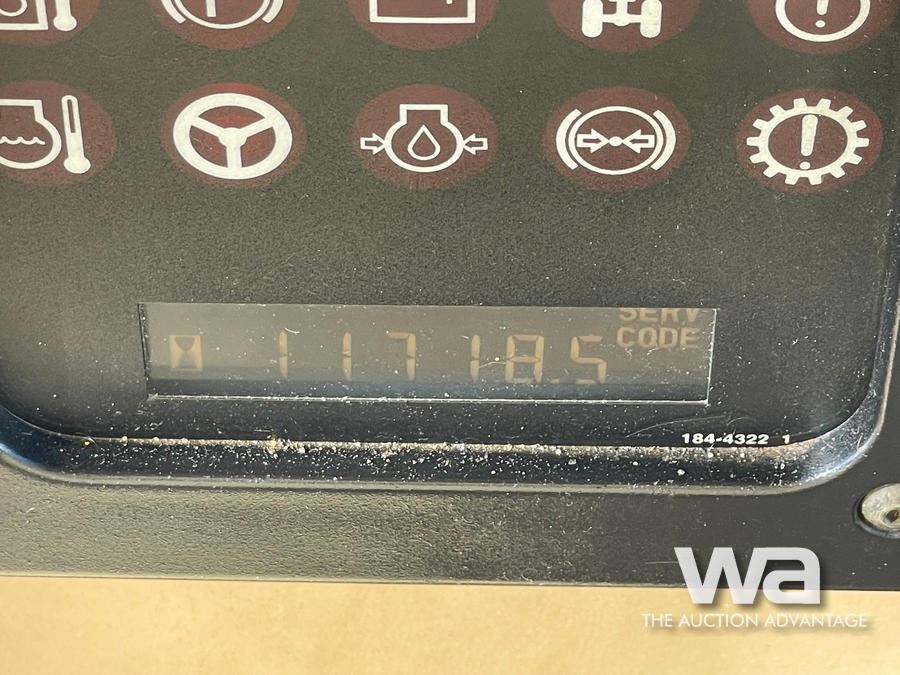 SERV
CODE
11718.5
184-4322 1
wa
THE AUCTION ADVANTAGE